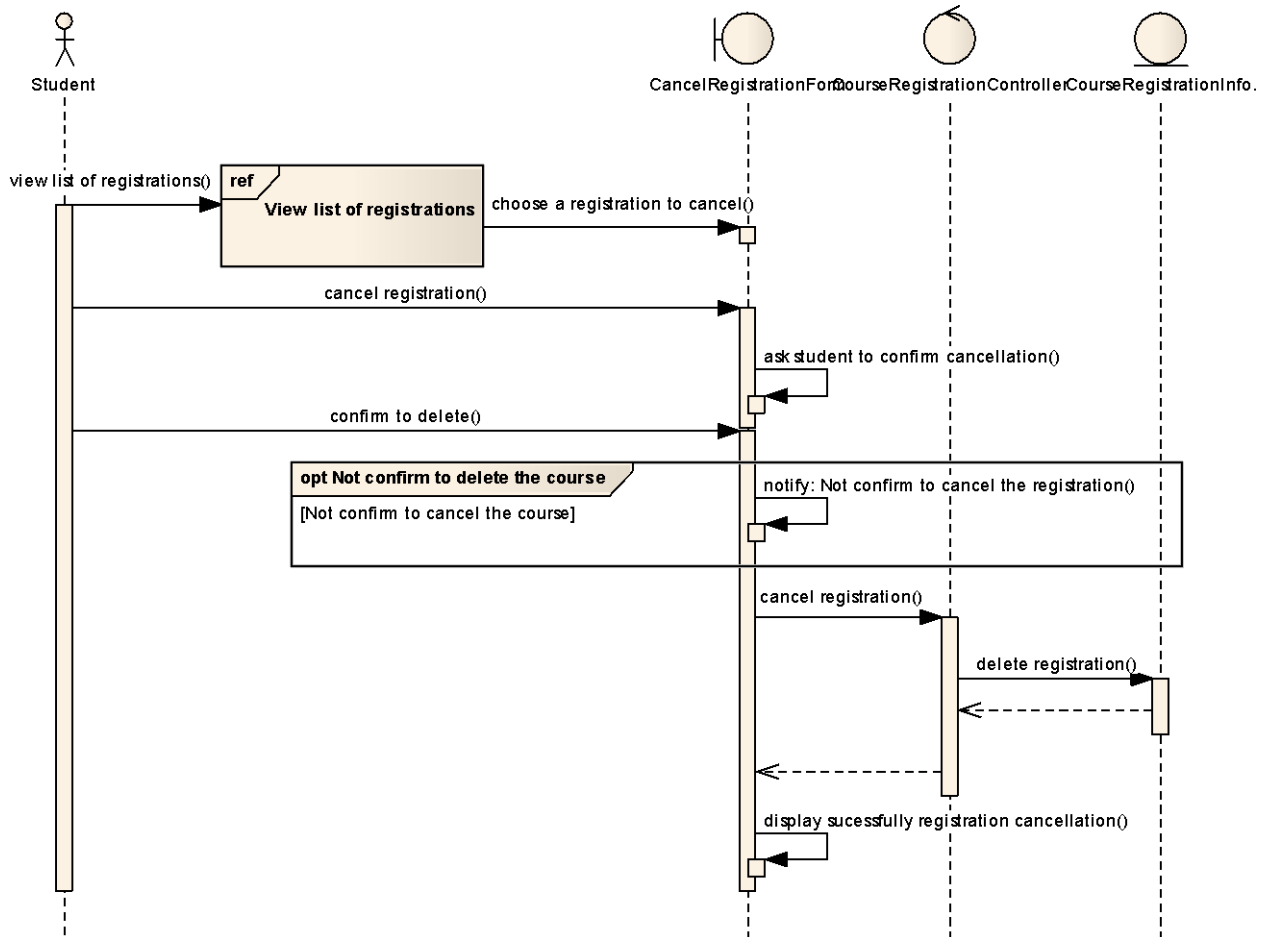 Student
CancelRegistrationForm
CourseRegistrationController
CourseRegistrationInfo.
view list of registrations()
ref
View list of registrations
choose a registration to cancel()
cancel registration()
ask student to confirm cancellation()
confirm to delete()
opt Not confirm to delete the course
[Not confirm to cancel the course]
notify: Not confirm to cancel the registration()
cancel registration()
delete registration()
display sucessfully registration cancellation()